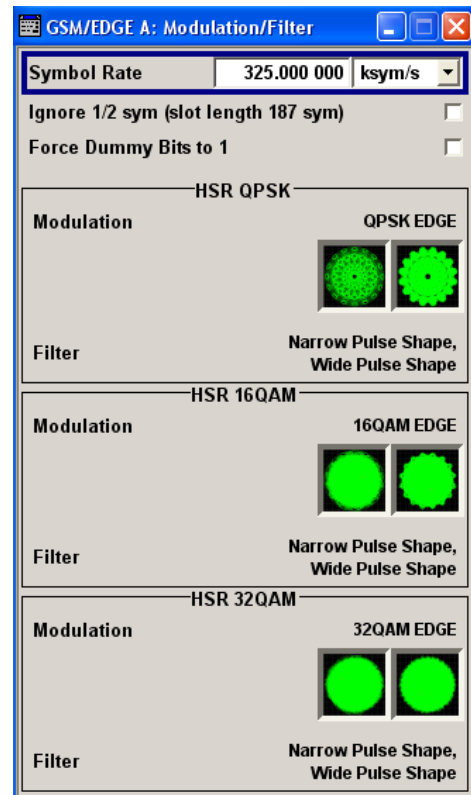 GSM/EDGE A: Modulation/Filter
Symbol Rate 325.000 000 ksym/s
Ignore 1/2 sym (slot length 187 sym)
Force Dummy Bits to 1
HSR QPSK
Modulation QPSK EDGE
Filter Narrow Pulse Shape,
Wide Pulse Shape
HSR 16QAM
Modulation 16QAM EDGE
Filter Narrow Pulse Shape,
Wide Pulse Shape
HSR 32QAM
Modulation 32QAM EDGE
Filter Narrow Pulse Shape,
Wide Pulse Shape